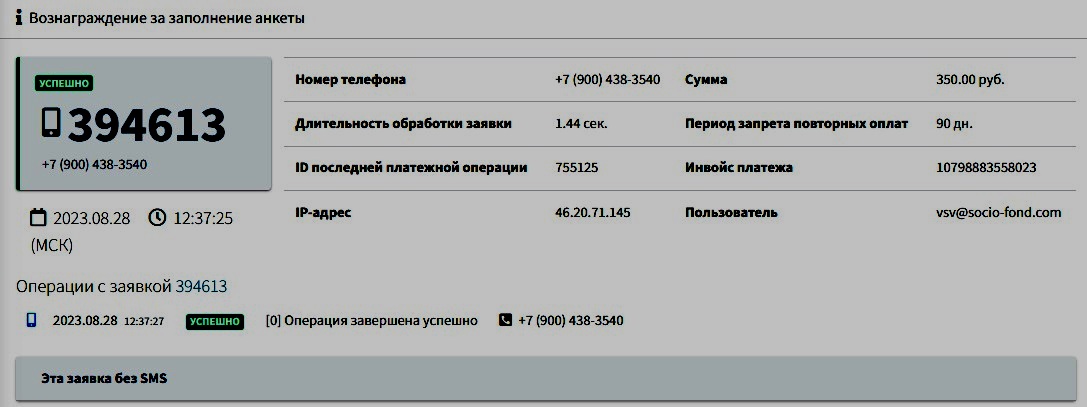 Вознаграждение за заполнение анкеты
УСПЕШНО
394613
+7 (900) 438-3540
2023.08.28 12:37:25
(МСК)
Номер телефона +7 (900) 438-3540 Сумма 350.00 руб.
Длительность обработки заявки 1.44 сек. Период запрета повторных оплат 90 дн.
ID последней платежной операции 755125 Инвойс платежа 10798883558023
IP-адрес 46.20.71.145 Пользователь vsv@socio-fond.com
Операции с заявкой 394613
2023.08.28 12:37:27 УСПЕШНО [0] Операция завершена успешно +7 (900) 438-3540
Эта заявка без SMS